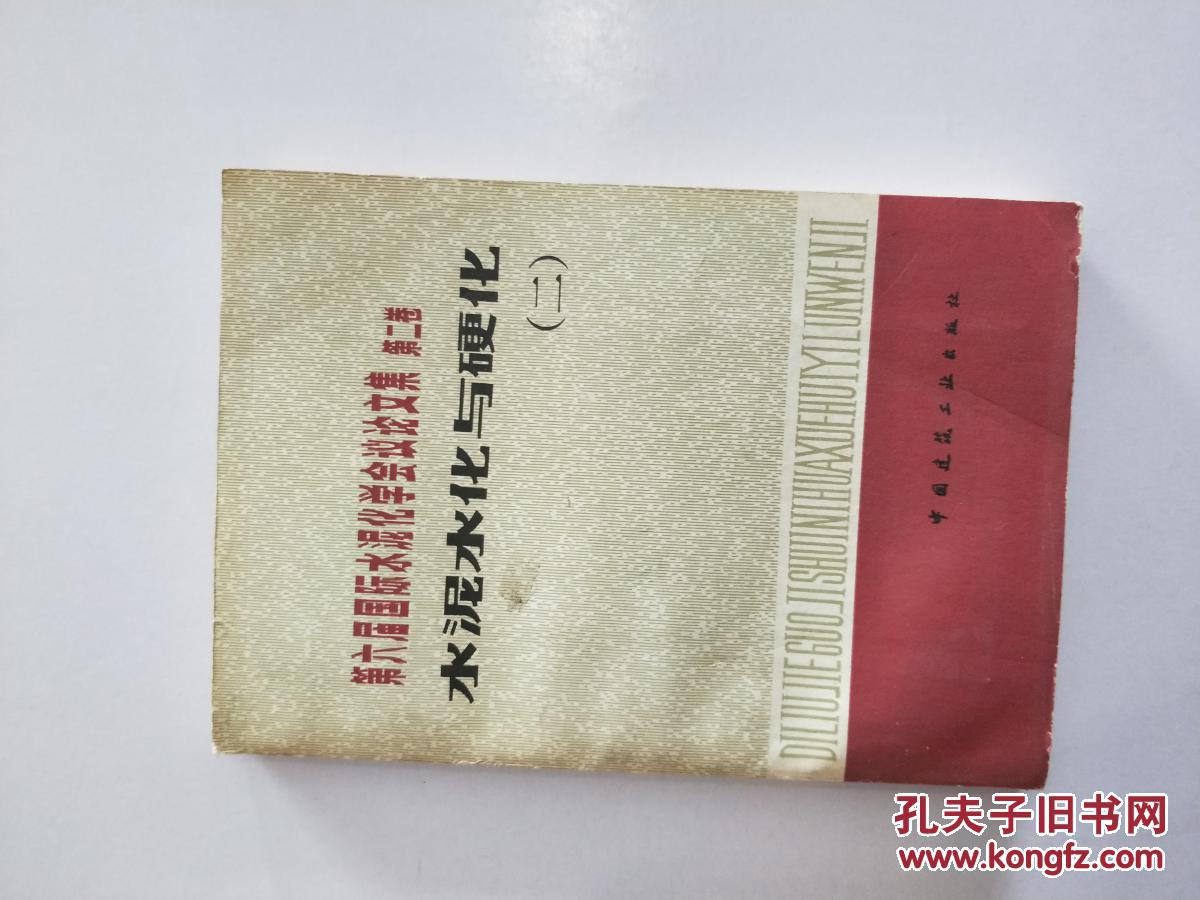 第六届国际水泥化学会议论文集 第二卷
水泥水化与硬化
(二)
DILIUJIEGUOJISHUINIHUAXUEHUIYILUNWENJI
中国建筑工业出版社
孔夫子旧书网
www.kongfz.com